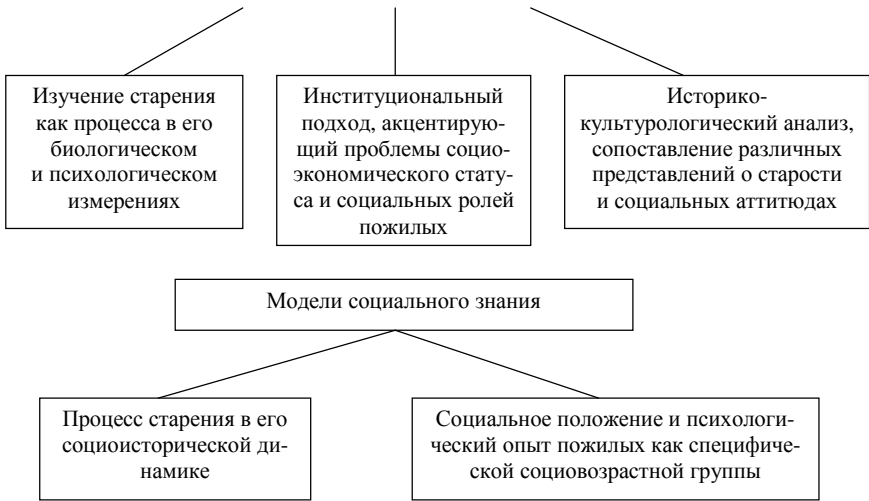 Изучение старения
как процесса в его
биологическом
и психологическом
измерениях
Институциональный
подход, акцентирую-
щий проблемы социо-
экономического стату-
са и социальных ролей
пожилых
Историко-
культурологический анализ,
сопоставление различных
представлений о старости
и социальных аттитюдах
Модели социального знания
Процесс старения в его
социоисторической ди-
намике
Социальное положение и психологи-
ческий опыт пожилых как специфиче-
ской социовозрастной группы